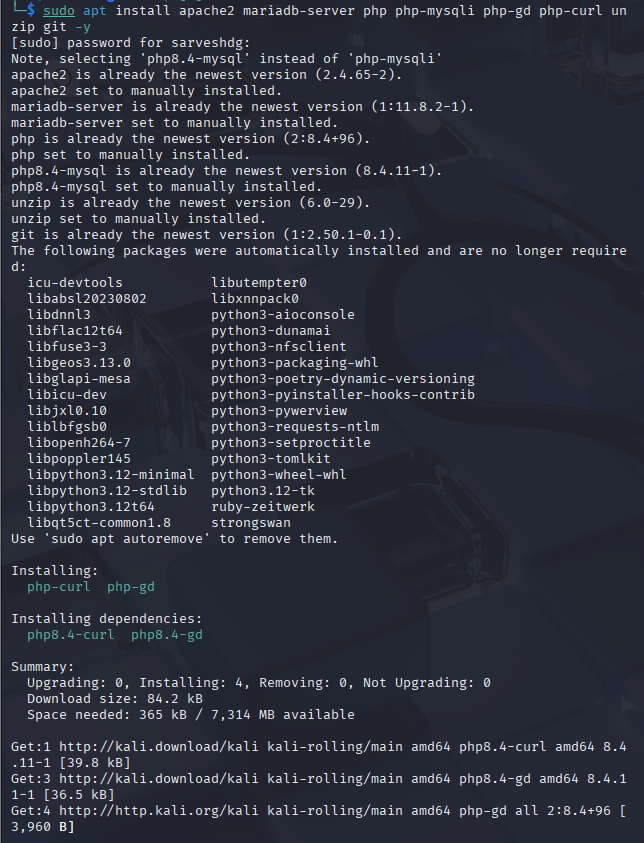 └─$ sudo apt install apache2 mariadb-server php php-mysqli php-gd php-curl un
zip git -y
[sudo] password for sarveshdg:
Note, selecting 'php8.4-mysql' instead of 'php-mysqli'
apache2 is already the newest version (2.4.65-2).
apache2 set to manually installed.
mariadb-server is already the newest version (1:11.8.2-1).
mariadb-server set to manually installed.
php is already the newest version (2:8.4+96).
php set to manually installed.
php8.4-mysql is already the newest version (8.4.11-1).
php8.4-mysql set to manually installed.
unzip is already the newest version (6.0-29).
unzip set to manually installed.
git is already the newest version (1:2.50.1-0.1).
The following packages were automatically installed and are no longer require
d:
  icu-devtools           libutempter0
  libabsl20230802        libxnnpack0
  libdnnl3               python3-aioconsole
  libflac12t64           python3-dunamai
  libfuse3-3             python3-nfsclient
  libgeos3.13.0          python3-packaging-whl
  libglapi-mesa          python3-poetry-dynamic-versioning
  libicu-dev             python3-pyinstaller-hooks-contrib
  libjxl0.10             python3-pywerview
  liblbfgsb0             python3-requests-ntlm
  libopenh264-7          python3-setproctitle
  libpoppler145          python3-tomlkit
  libpython3.12-minimal  python3-wheel-whl
  libpython3.12-stdlib   python3.12-tk
  libpython3.12t64       ruby-zeitwerk
  libqt5ct-common1.8     strongswan
Use 'sudo apt autoremove' to remove them.

Installing:
  php-curl  php-gd

Installing dependencies:
  php8.4-curl  php8.4-gd

Summary:
  Upgrading: 0, Installing: 4, Removing: 0, Not Upgrading: 0
  Download size: 84.2 kB
  Space needed: 365 kB / 7,314 MB available

Get:1 http://kali.download/kali kali-rolling/main amd64 php8.4-curl amd64 8.4
.11-1 [39.8 kB]
Get:3 http://kali.download/kali kali-rolling/main amd64 php8.4-gd amd64 8.4.1
1-1 [36.5 kB]
Get:4 http://http.kali.org/kali kali-rolling/main amd64 php-gd all 2:8.4+96 [
3,960 B]